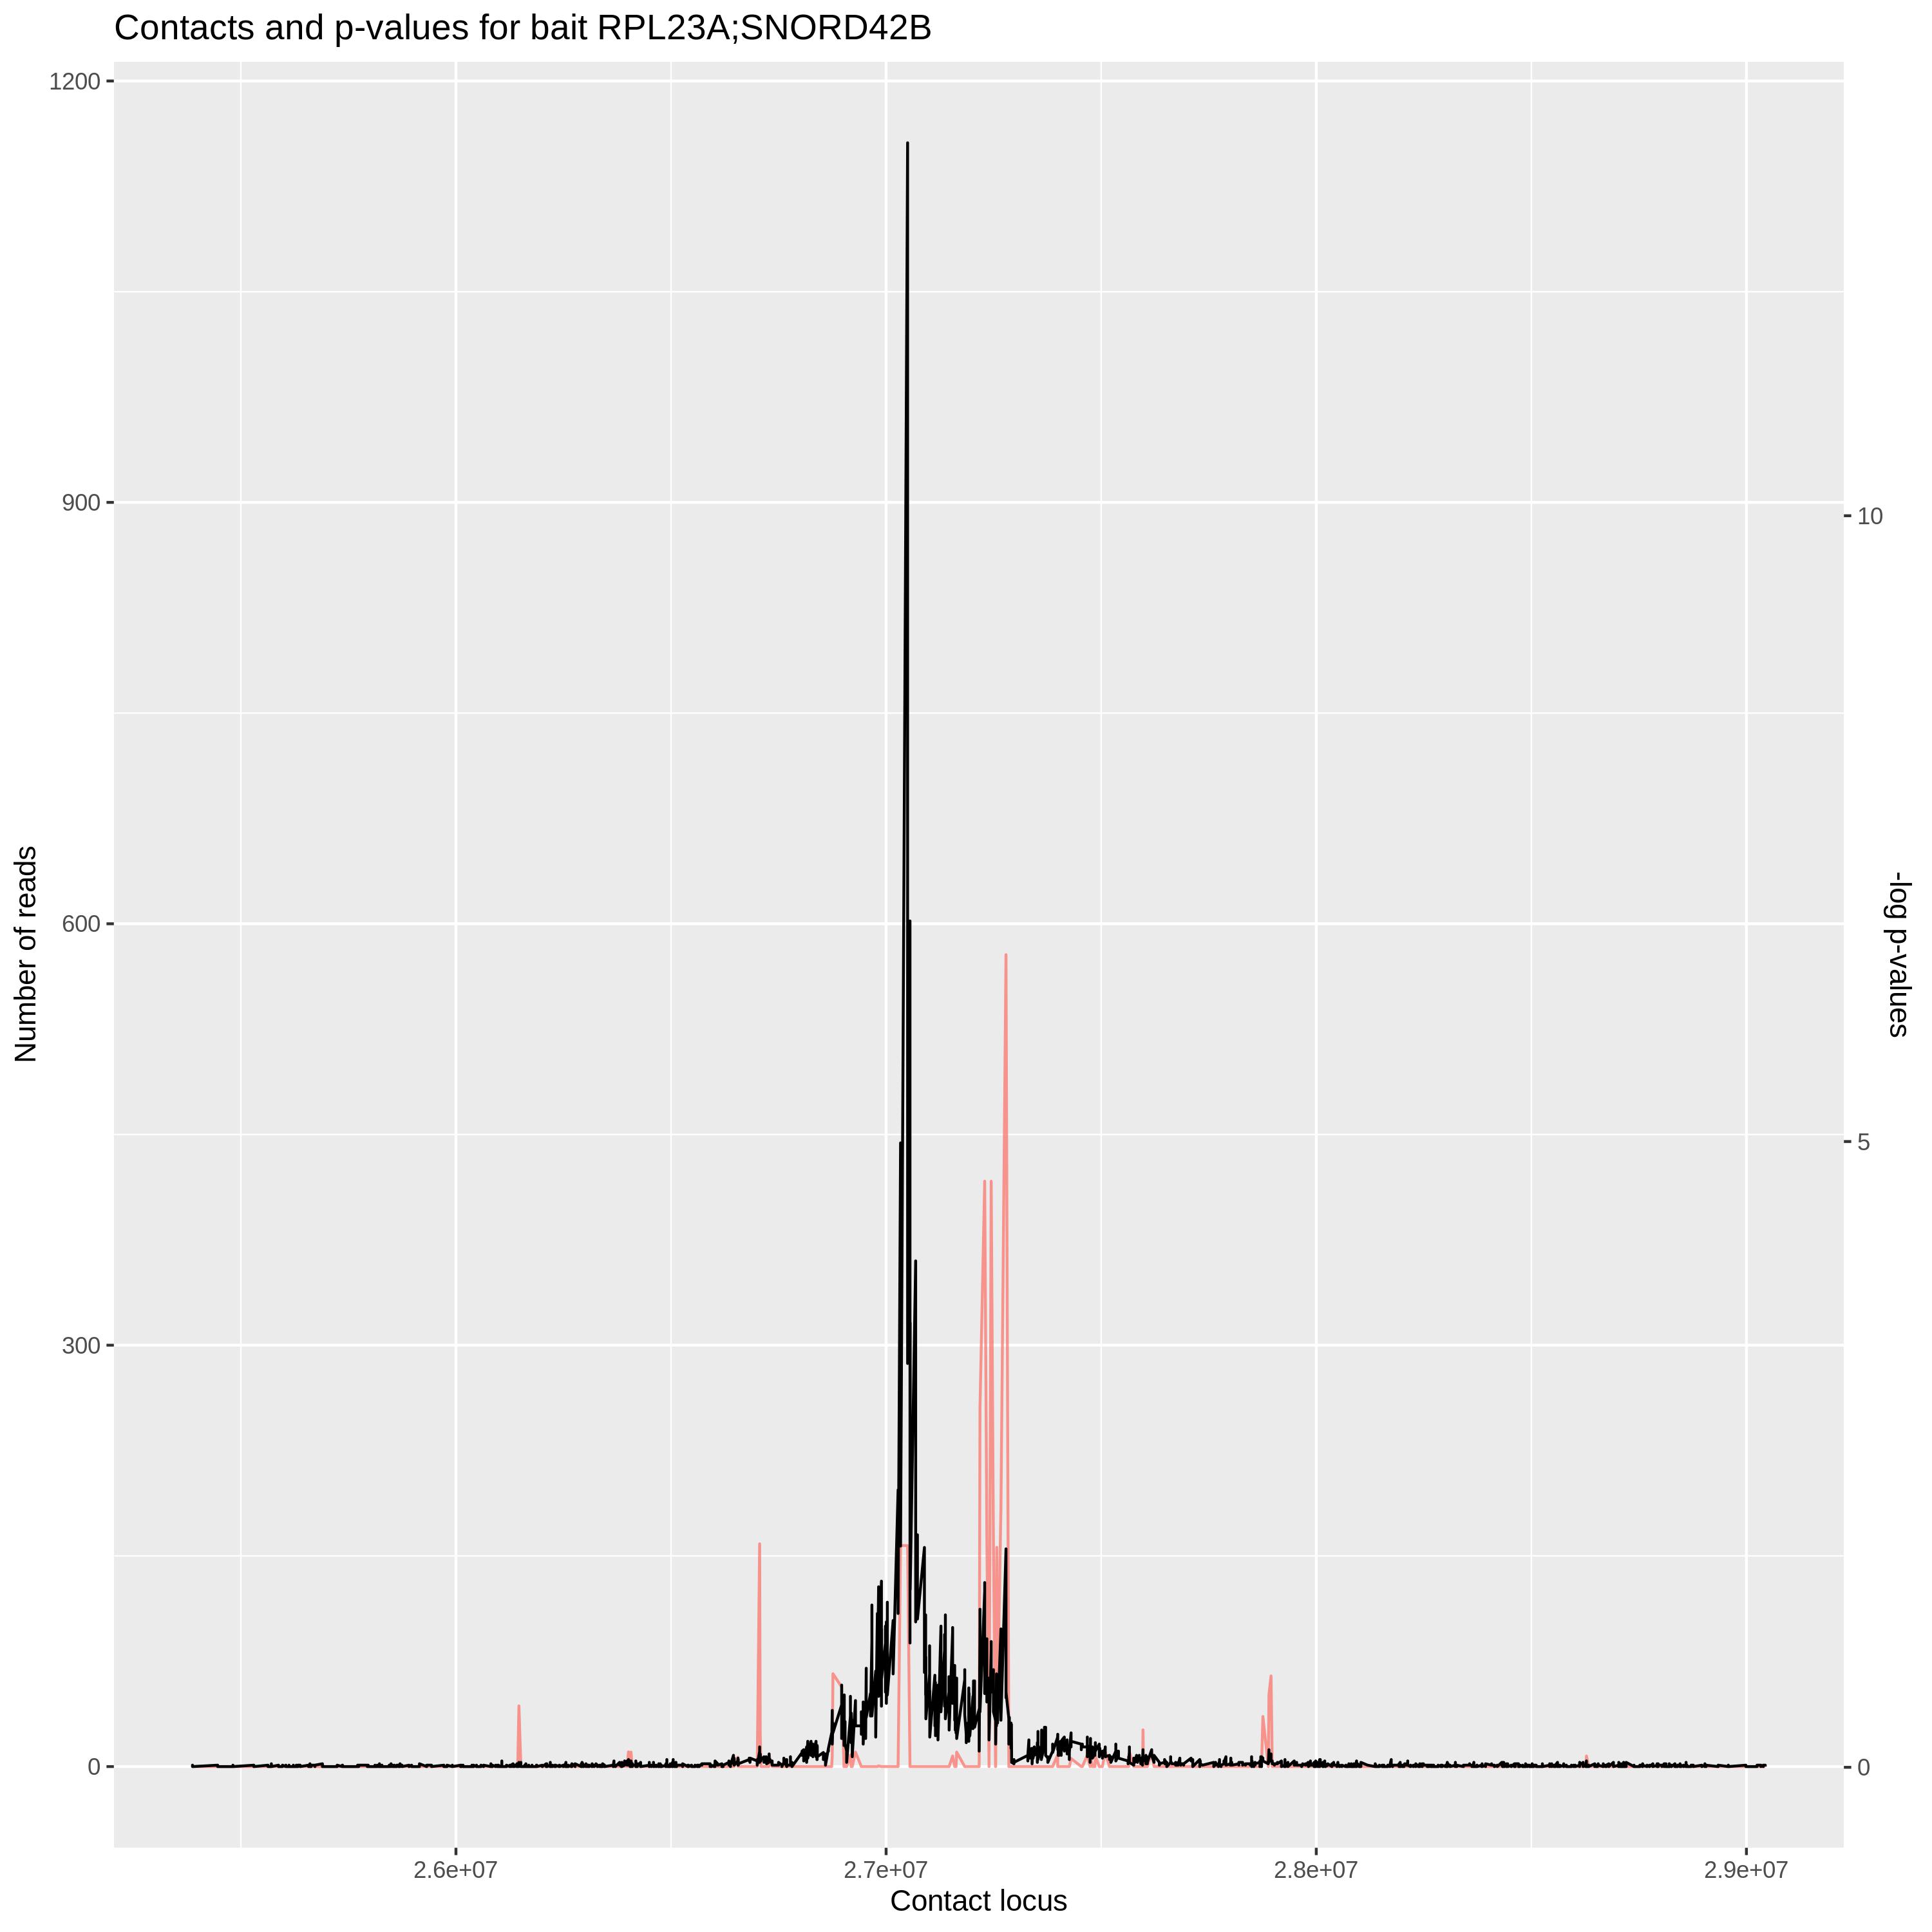 Contacts and p-values for bait RPL23A;SNORD42B
1200
900
600
300
0
Number of reads
10
5
0
-log p-values
2.6e+07
2.7e+07
2.8e+07
2.9e+07
Contact locus